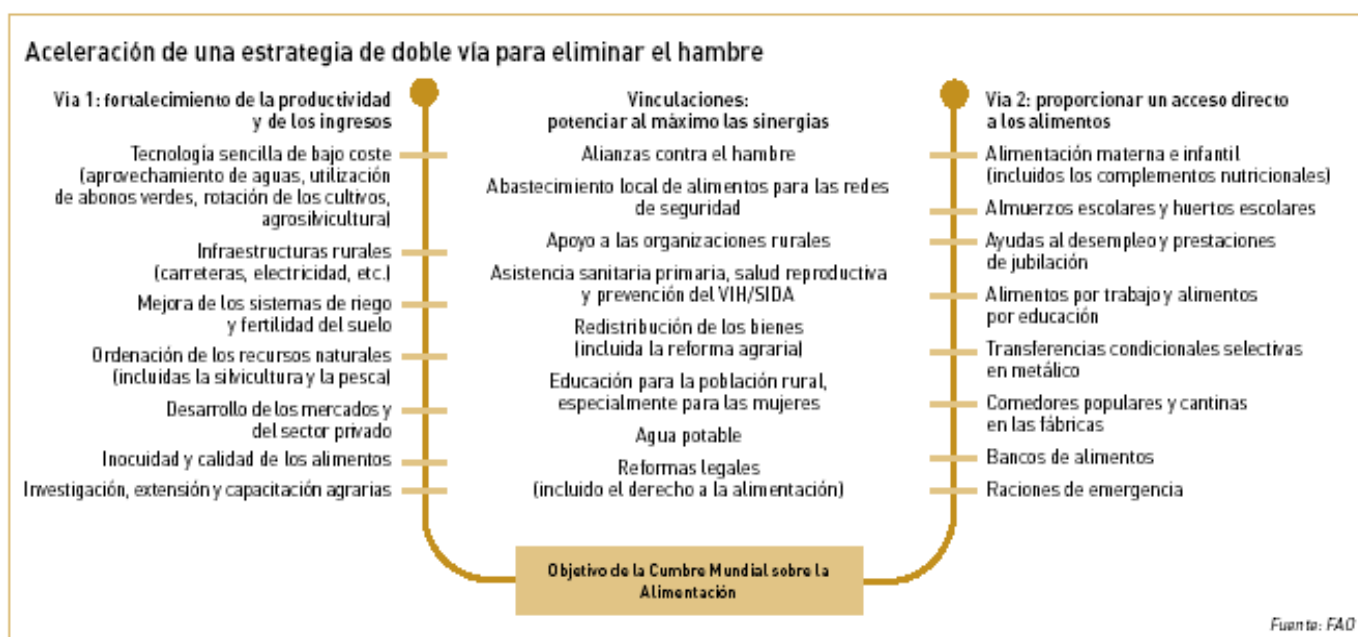 Aceleración de una estrategia de doble vía para eliminar el hambre
Via 1: fortalecimiento de la productividad
y de los ingresos
Tecnología sencilla de bajo coste
(aprovechamiento de aguas, utilización
de abonos verdes, rotación de los cultivos,
agrosilvicultura)
Infraestructuras rurales
(carreteras, electricidad, etc.)
Mejora de los sistemas de riego
y fertilidad del suelo
Ordenación de los recursos naturales
(incluidas la silvicultura y la pesca)
Desarrollo de los mercados y
del sector privado
Inocuidad y calidad de los alimentos
Investigación, extensión y capacitación agrarias
Vinculaciones:
potenciar al máximo las sinergias
Alianzas contra el hambre
Abastecimiento local de alimentos para las redes
de seguridad
Apoyo a las organizaciones rurales
Asistencia sanitaria primaria, salud reproductiva
y prevención del VIH/SIDA
Redistribución de los bienes
(incluida la reforma agraria)
Educación para la población rural,
especialmente para las mujeres
Agua potable
Reformas legales
(incluido el derecho a la alimentación)
Via 2: proporcionar un acceso directo
a los alimentos
Alimentación materna e infantil
(incluidos los complementos nutricionales)
Almuerzos escolares y huertos escolares
Ayudas al desempleo y prestaciones
de jubilación
Alimentos por trabajo y alimentos
por educación
Transferencias condicionales selectivas
en metálico
Comedores populares y cantinas
en las fábricas
Bancos de alimentos
Raciones de emergencia
Objetivo de la Cumbre Mundial sobre la
Alimentación
Fuente: FAO